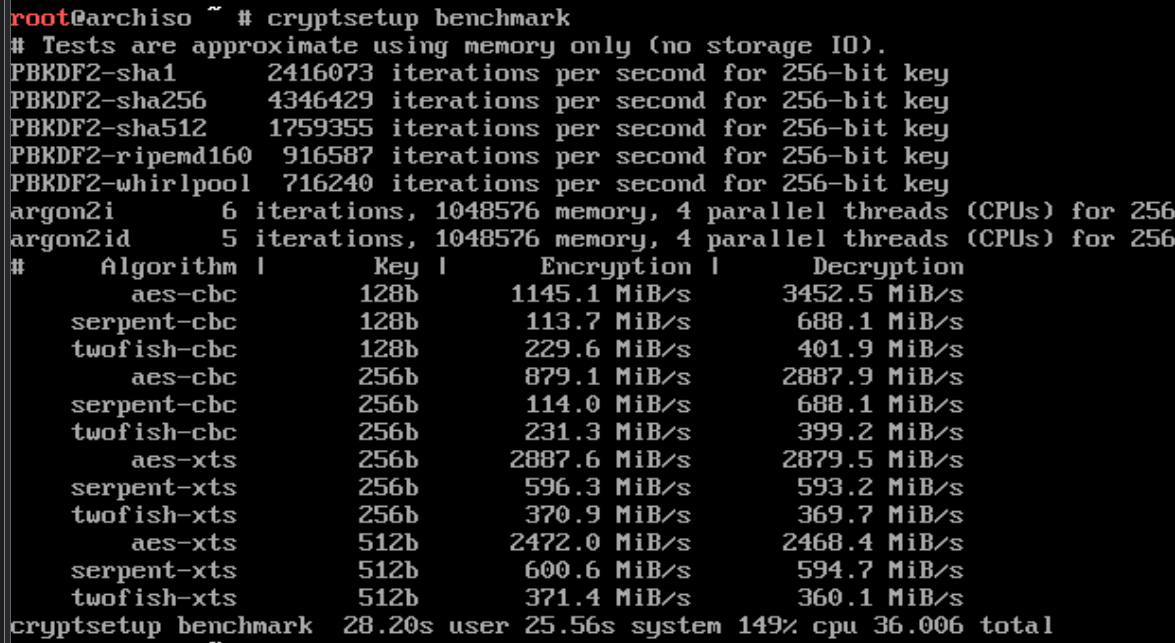 root@archiso ~ # cryptsetup benchmark
# Tests are approximate using memory only (no storage IO).
PBKDF2-sha1      2416073 iterations per second for 256-bit key
PBKDF2-sha256    4346429 iterations per second for 256-bit key
PBKDF2-sha512    1759355 iterations per second for 256-bit key
PBKDF2-ripemd160  916587 iterations per second for 256-bit key
PBKDF2-whirlpool  716240 iterations per second for 256-bit key
argon2i       6 iterations, 1048576 memory, 4 parallel threads (CPUs) for 256
argon2id      5 iterations, 1048576 memory, 4 parallel threads (CPUs) for 256
#     Algorithm |       Key |      Encryption |      Decryption
        aes-cbc        128b      1145.1 MiB/s      3452.5 MiB/s
    serpent-cbc        128b       113.7 MiB/s       688.1 MiB/s
    twofish-cbc        128b       229.6 MiB/s       401.9 MiB/s
        aes-cbc        256b       879.1 MiB/s      2887.9 MiB/s
    serpent-cbc        256b       114.0 MiB/s       688.1 MiB/s
    twofish-cbc        256b       231.3 MiB/s       399.2 MiB/s
        aes-xts        256b      2887.6 MiB/s      2879.5 MiB/s
    serpent-xts        256b       596.3 MiB/s       593.2 MiB/s
    twofish-xts        256b       370.9 MiB/s       369.7 MiB/s
        aes-xts        512b      2472.0 MiB/s      2468.4 MiB/s
    serpent-xts        512b       600.6 MiB/s       594.7 MiB/s
    twofish-xts        512b       371.4 MiB/s       360.1 MiB/s
cryptsetup benchmark  28.20s user 25.56s system 149% cpu 36.006 total